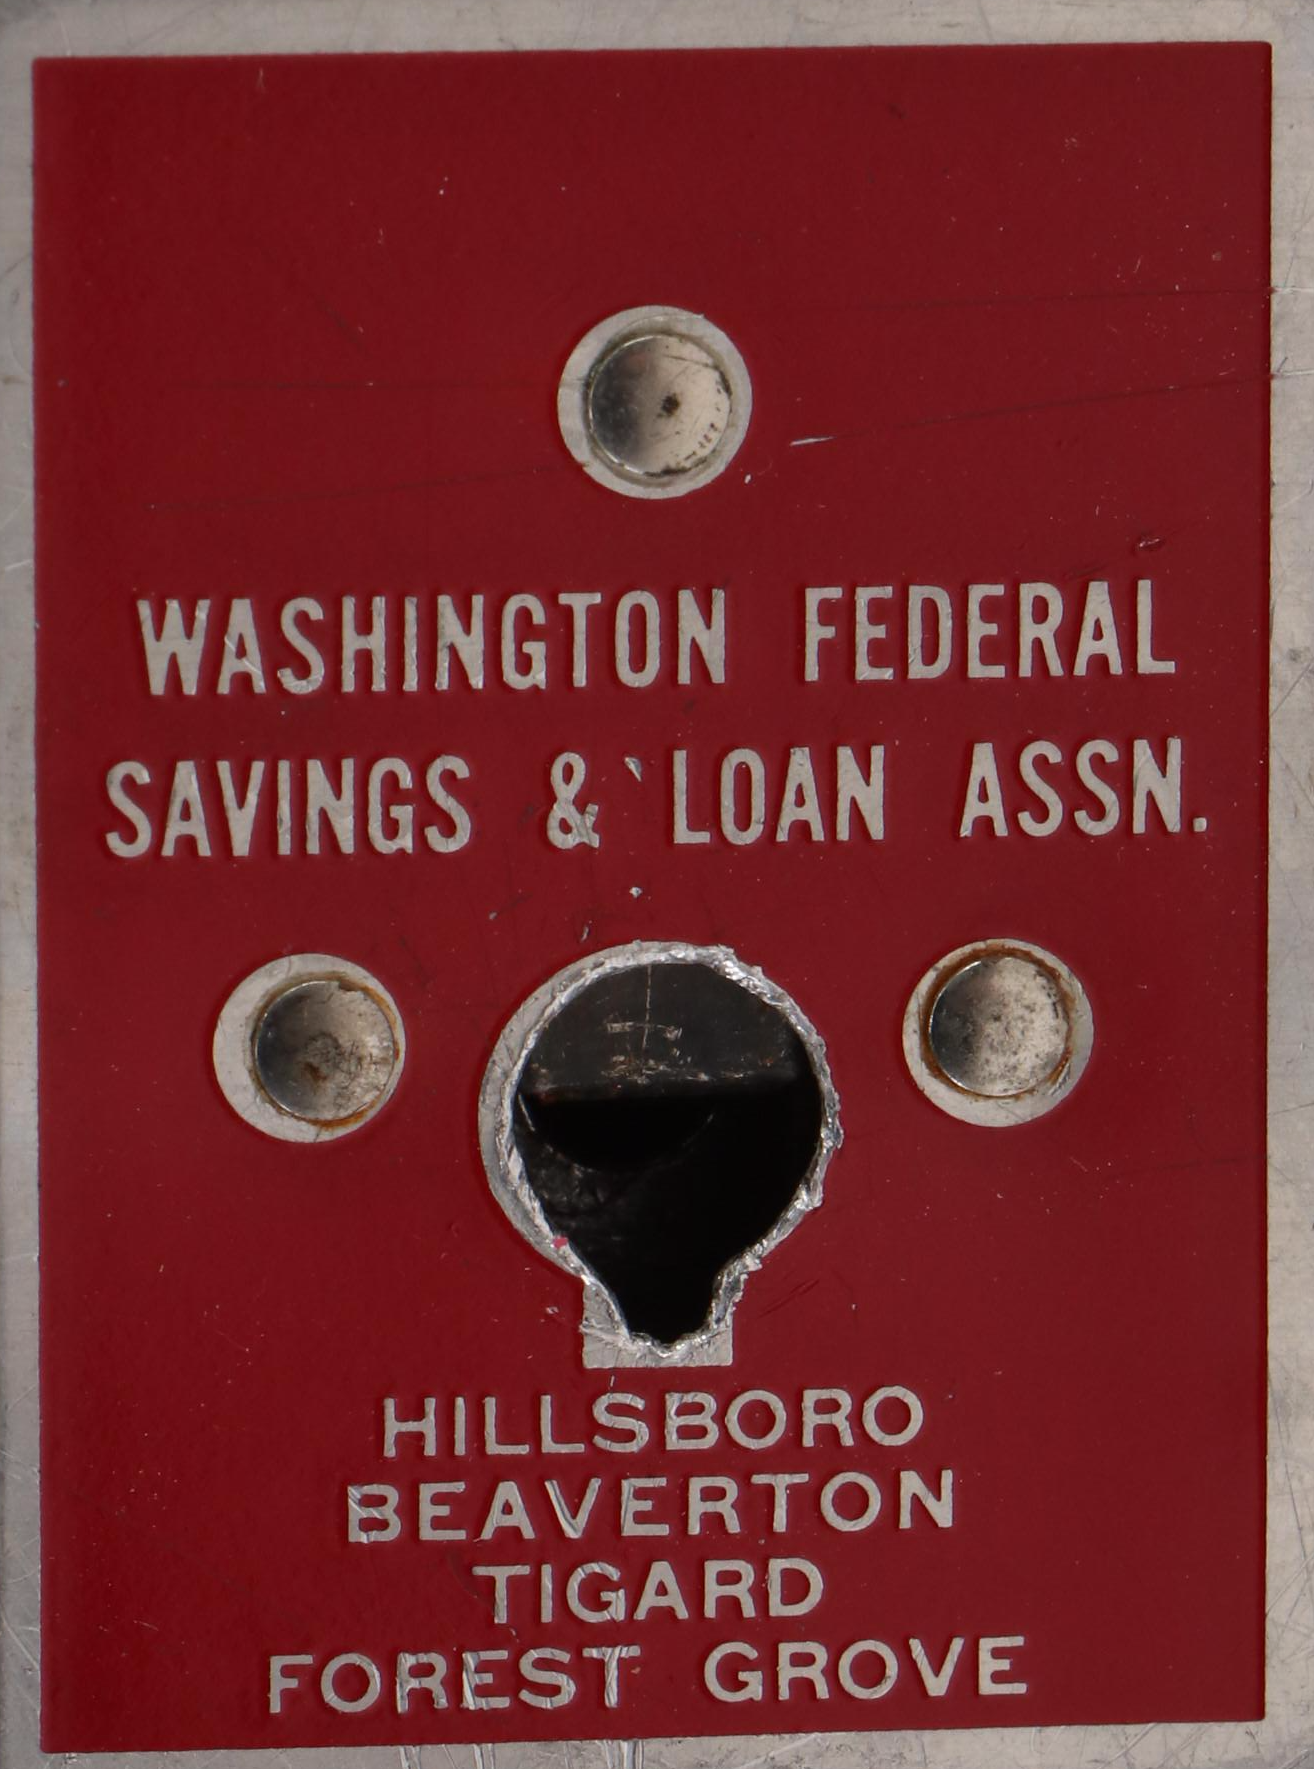 WASHINGTON FEDERAL
SAVINGS & LOAN ASSN.
HILLSBORO
BEAVERTON
TIGARD
FOREST GROVE